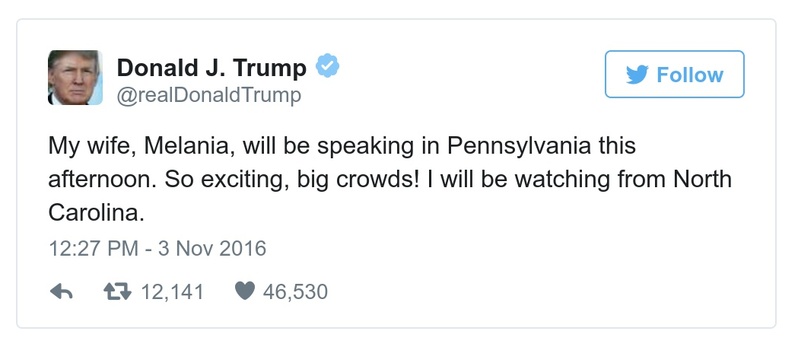 Donald J. Trump
@realDonaldTrump
Follow
My wife, Melania, will be speaking in Pennsylvania this
afternoon. So exciting, big crowds! I will be watching from North
Carolina.
12:27 PM - 3 Nov 2016
12,141 46,530